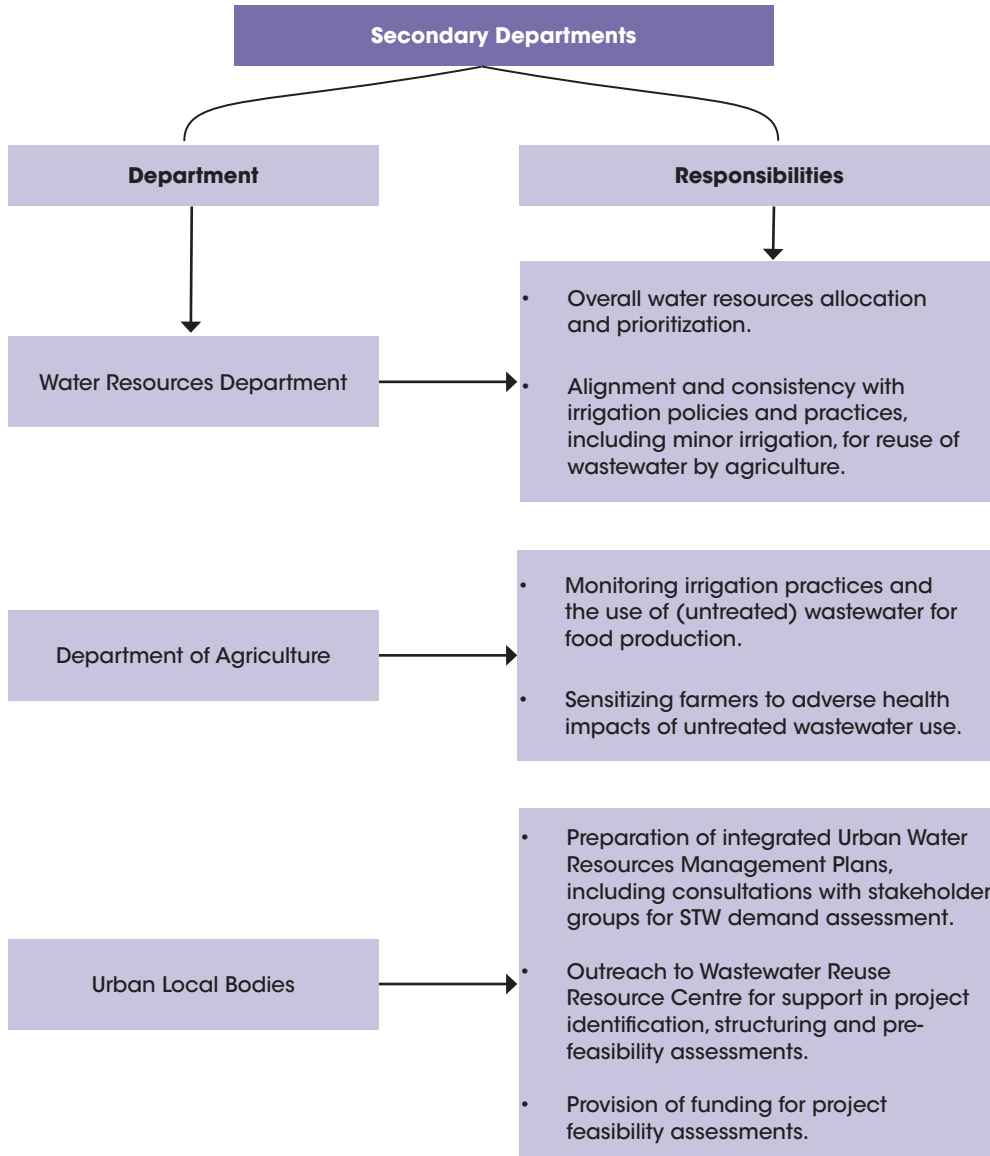 Secondary Departments
Department
Responsibilities
Water Resources Department
• Overall water resources allocation
and prioritization.
• Alignment and consistency with
irrigation policies and practices,
including minor irrigation, for reuse of
wastewater by agriculture.
Department of Agriculture
• Monitoring irrigation practices and
the use of (untreated) wastewater for
food production.
• Sensitizing farmers to adverse health
impacts of untreated wastewater use.
Urban Local Bodies
• Preparation of integrated Urban Water
Resources Management Plans,
including consultations with stakeholder
groups for STW demand assessment.
• Outreach to Wastewater Reuse
Resource Centre for support in project
identification, structuring and pre-
feasibility assessments.
• Provision of funding for project
feasibility assessments.